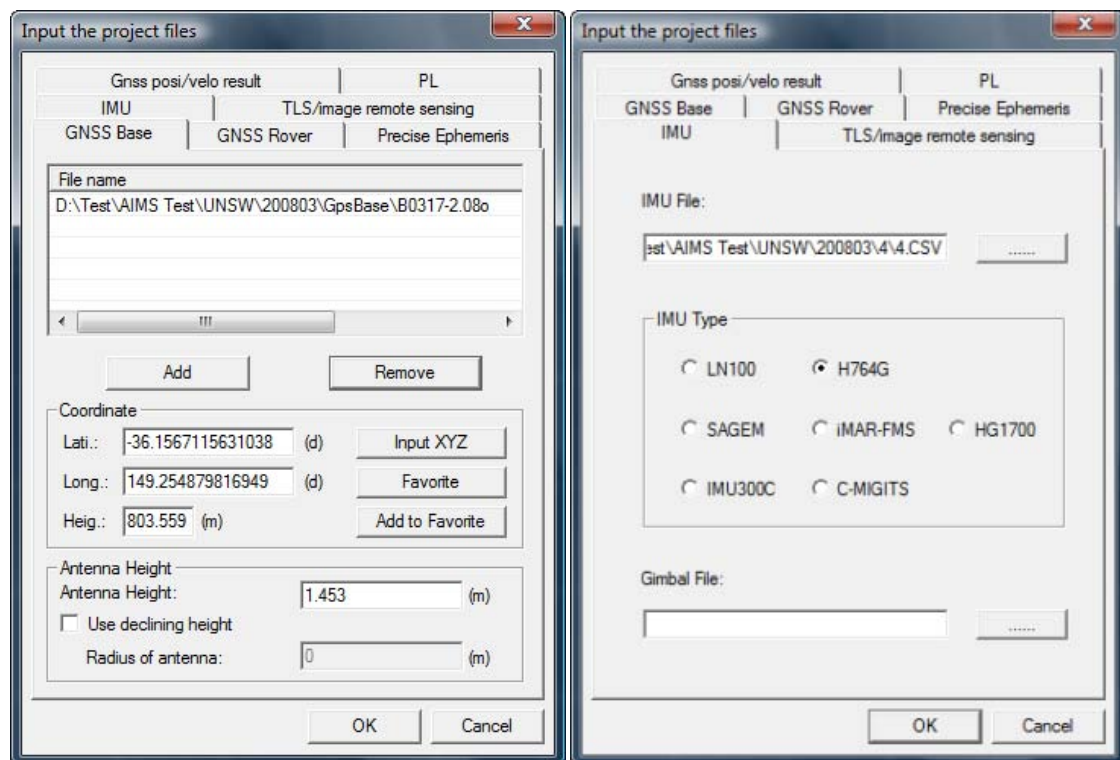 Input the project files
Gnss posi/velo result PL
IMU TLS/image remote sensing
GNSS Base GNSS Rover Precise Ephemeris
File name
D:\Test\AIMS Test\UNSW\200803\GpsBase\B0317-2.08o
Add Remove
Coordinate
Lati.: -36.1567115631038 (d) Input XYZ
Long.: 149.254879816949 (d) Favorite
Heig.: 803.559 (m) Add to Favorite
Antenna Height
Antenna Height: 1.453 (m)
Use declining height
Radius of antenna: 0 (m)
OK Cancel
Input the project files
Gnss posi/velo result PL
GNSS Base GNSS Rover Precise Ephemeris
IMU TLS/image remote sensing
IMU File:
est\AIMS Test\UNSW\200803\4\4.CSV ......
IMU Type
LN100 H764G
SAGEM iMAR-FMS HG1700
IMU300C C-MIGITS
Gimbal File:
......
OK Cancel